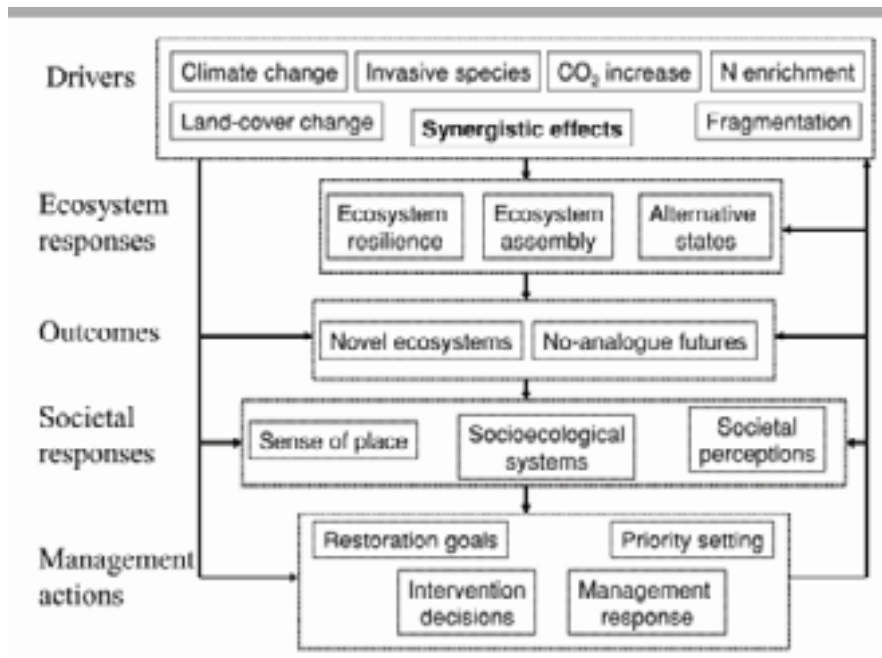 Drivers
Climate change
Invasive species
CO₂ increase
N enrichment
Land-cover change
Synergistic effects
Fragmentation
Ecosystem
responses
Ecosystem
resilience
Ecosystem
assembly
Alternative
states
Outcomes
Novel ecosystems
No-analogue futures
Societal
responses
Sense of place
Socioecological
systems
Societal
perceptions
Management
actions
Restoration goals
Priority setting
Intervention
decisions
Management
response